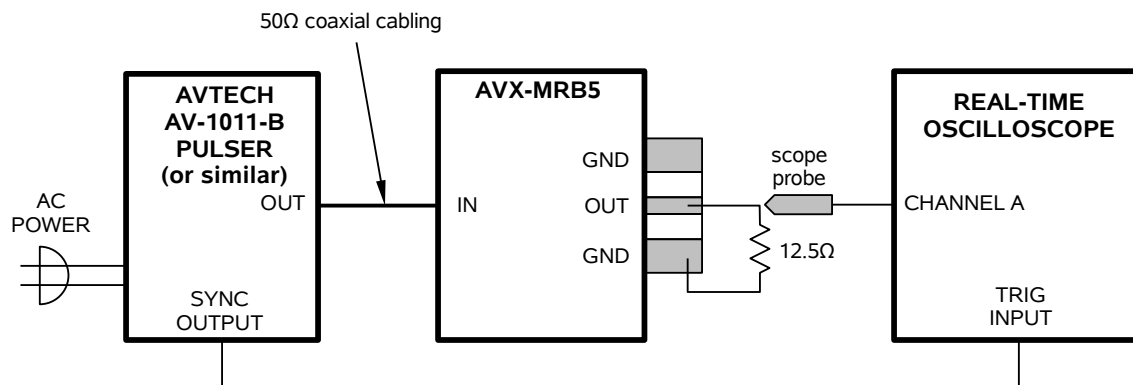 50Ω coaxial cabling
AVTECH
AV-1011-B
PULSER
(or similar)
OUT
AC
POWER
SYNC
OUTPUT
AVX-MRB5
IN
GND
OUT
GND
scope
probe
12.5Ω
REAL-TIME
OSCILLOSCOPE
CHANNEL A
TRIG
INPUT